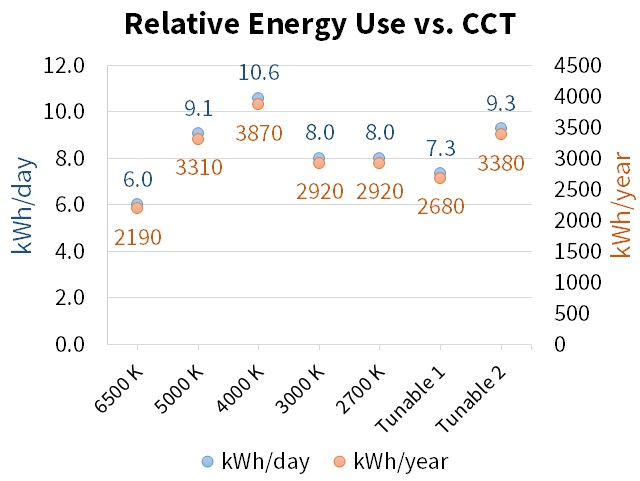 Relative Energy Use vs. CCT
12.0
10.0
8.0
6.0
4.0
2.0
0.0
kWh/day
4500
4000
3500
3000
2500
2000
1500
1000
500
0
kWh/year
6.0
9.1
10.6
8.0
8.0
7.3
9.3
2190
3310
3870
2920
2920
2680
3380
6500 K
5000 K
4000 K
3000 K
2700 K
Tunable 1
Tunable 2
kWh/day
kWh/year